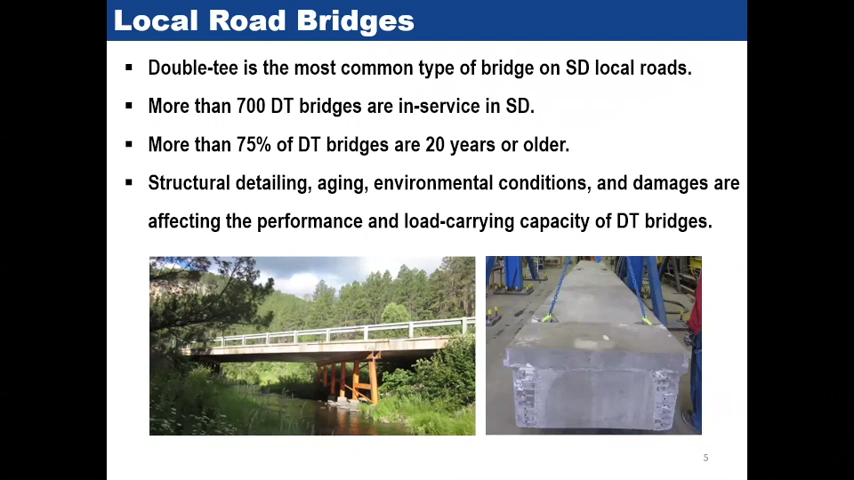 Local Road Bridges
▪ Double-tee is the most common type of bridge on SD local roads.
▪ More than 700 DT bridges are in-service in SD.
▪ More than 75% of DT bridges are 20 years or older.
▪ Structural detailing, aging, environmental conditions, and damages are
affecting the performance and load-carrying capacity of DT bridges.
5